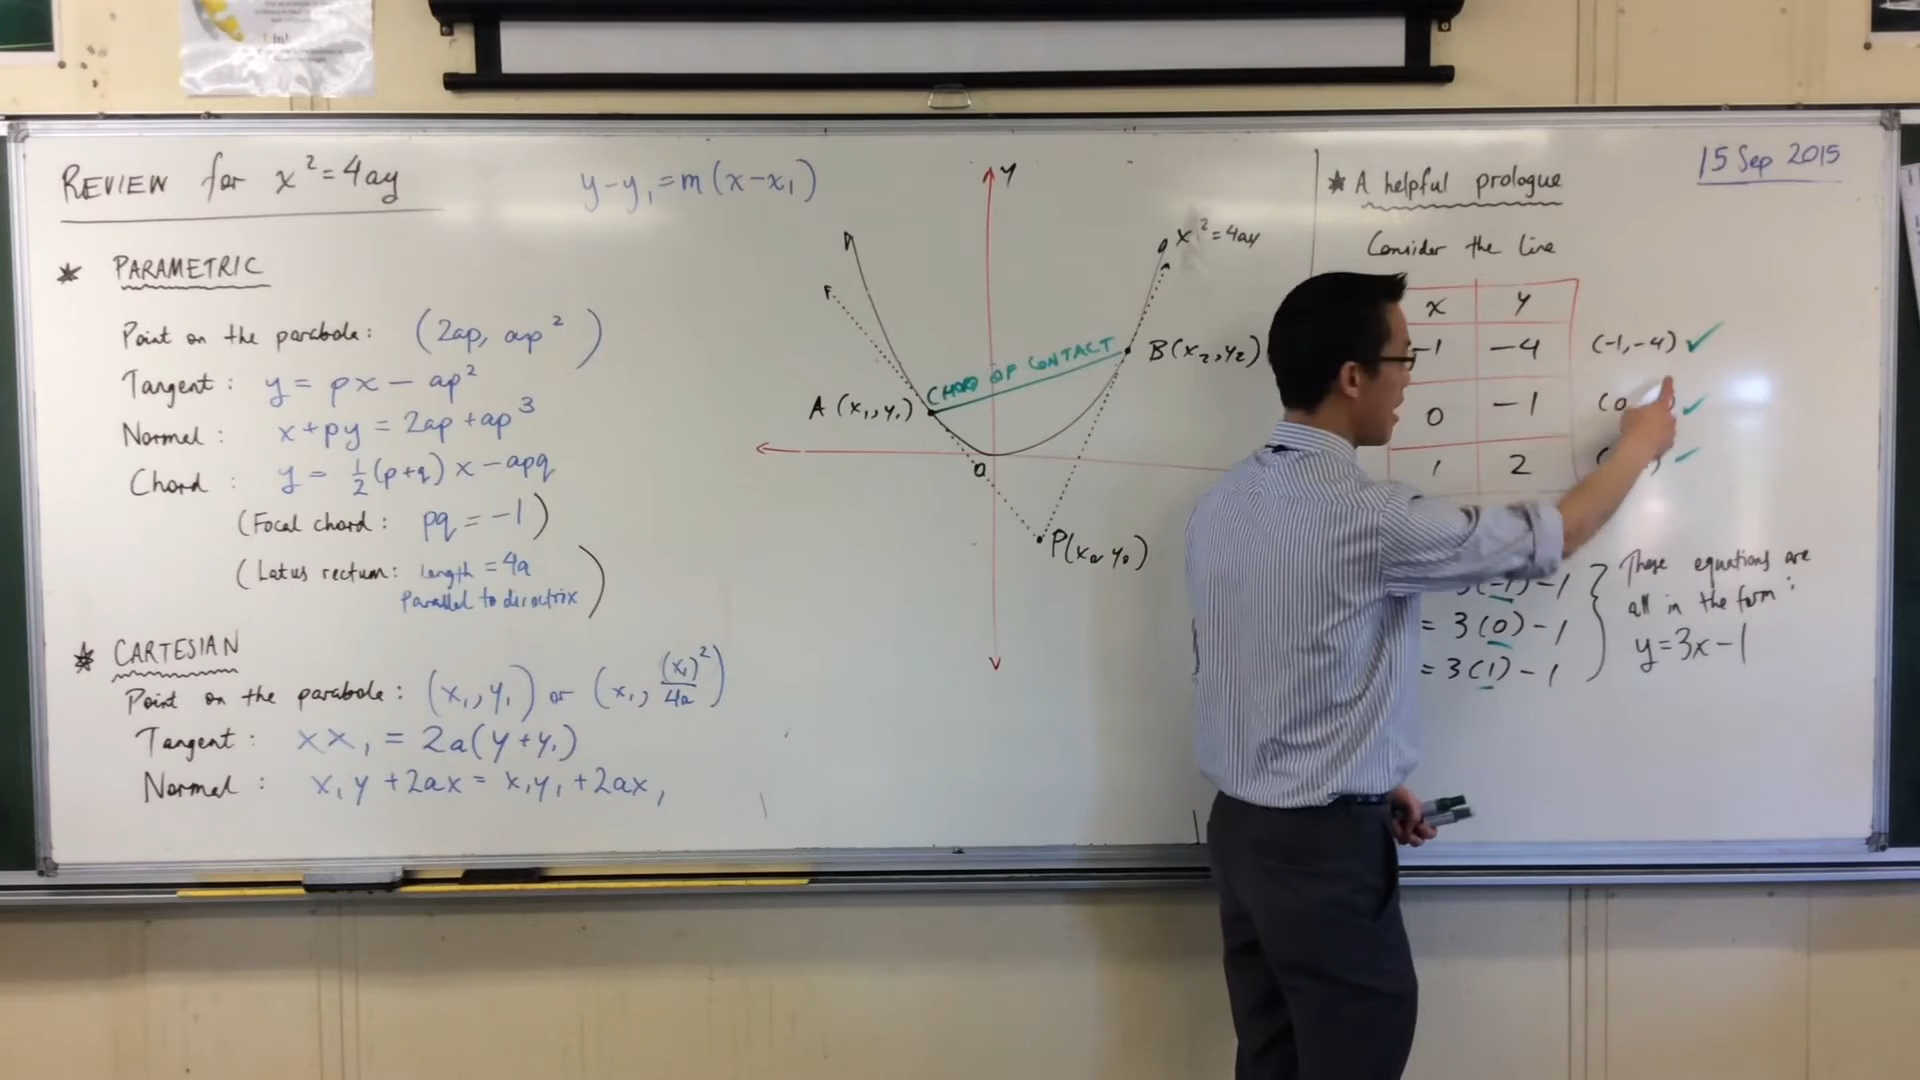 REVIEW for x² = 4ay
y - y₁ = m(x - x₁)
* PARAMETRIC
Point on the parabola: (2ap, ap²)
Tangent: y = px - ap²
Normal: x + py = 2ap + ap³
Chord: y = ½(p+q)x - apq
(Focal chord: pq = -1)
(Latus rectum: length = 4a
Parallel to directrix)
* CARTESIAN
Point on the parabola: (x₁, y₁) or (x₁, (x₁)²/4a)
Tangent: xx₁ = 2a(y + y₁)
Normal: x₁y + 2ax = x₁y₁ + 2ax₁
y
x² = 4ay
CHORD OF CONTACT
B(x₂, y₂)
A(x₁, y₁)
O
P(x₀, y₀)
15 Sep 2015
* A helpful prologue
Consider the line
x y
-1 -4 (-1, -4) ✓
0 -1 (0 ✓
1 2 ✓
3(-1) - 1
= 3(0) - 1
= 3(1) - 1
These equations are
all in the form:
y = 3x - 1